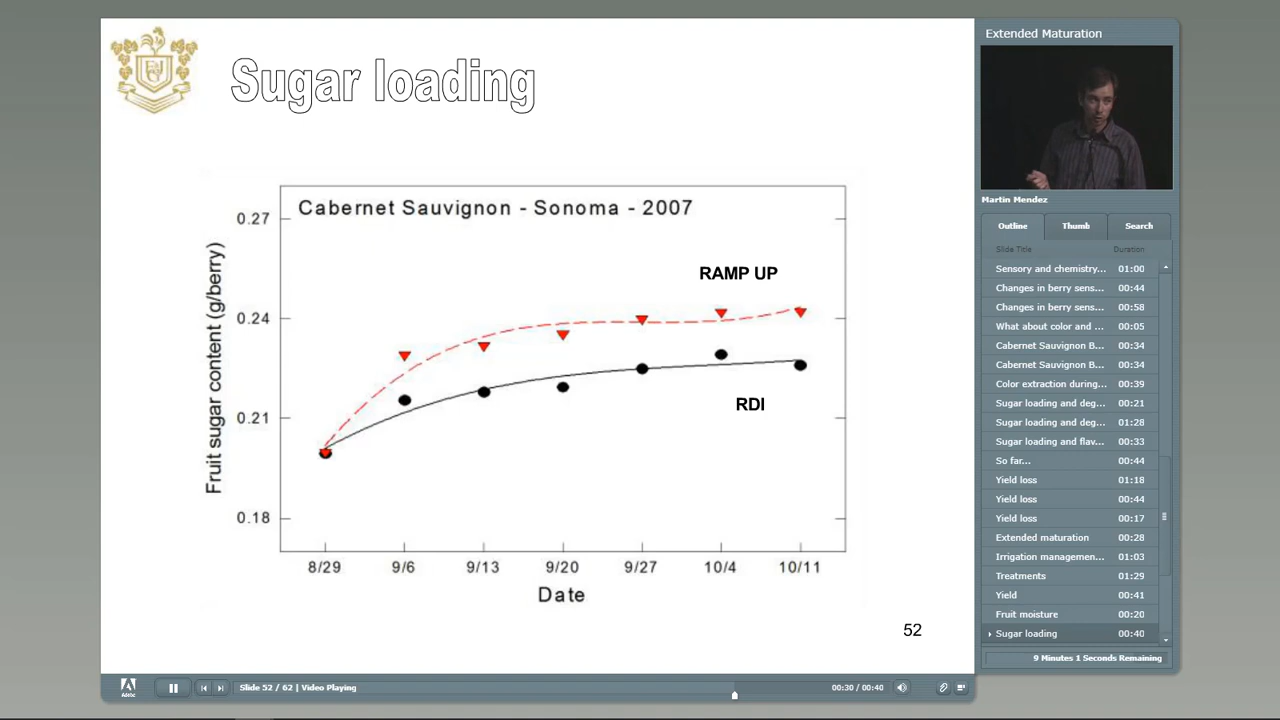 Sugar loading
Cabernet Sauvignon - Sonoma - 2007
RAMP UP
RDI
Fruit sugar content (g/berry)
0.27
0.24
0.21
0.18
8/29 9/6 9/13 9/20 9/27 10/4 10/11
Date
52
Extended Maturation
Martin Mendez
Outline Thumb Search
Slide Title Duration
Sensory and chemistry... 01:00
Changes in berry sens... 00:44
Changes in berry sens... 00:58
What about color and ... 00:05
Cabernet Sauvignon B... 00:34
Cabernet Sauvignon B... 00:34
Color extraction during... 00:39
Sugar loading and deg... 00:21
Sugar loading and deg... 01:28
Sugar loading and flav... 00:33
So far... 00:44
Yield loss 01:18
Yield loss 00:44
Yield loss 00:17
Extended maturation 00:28
Irrigation managemen... 01:03
Treatments 01:29
Yield 00:41
Fruit moisture 00:20
Sugar loading 00:40
9 Minutes 1 Seconds Remaining
Adobe
Slide 52 / 62 | Video Playing
00:30 / 00:40